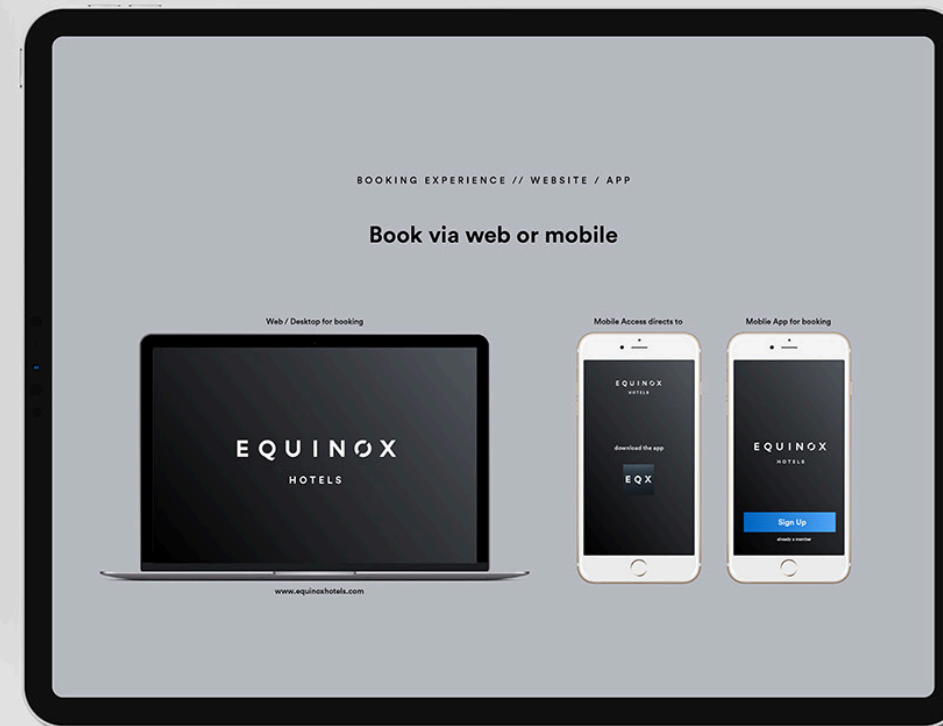 BOOKING EXPERIENCE // WEBSITE / APP
Book via web or mobile
Web / Desktop for booking
EQUINOX
HOTELS
www.equinoxhotels.com
Mobile Access directs to
EQUINOX
HOTELS
download the app
EQX
Moblie App for booking
EQUINOX
HOTELS
Sign Up
already a member